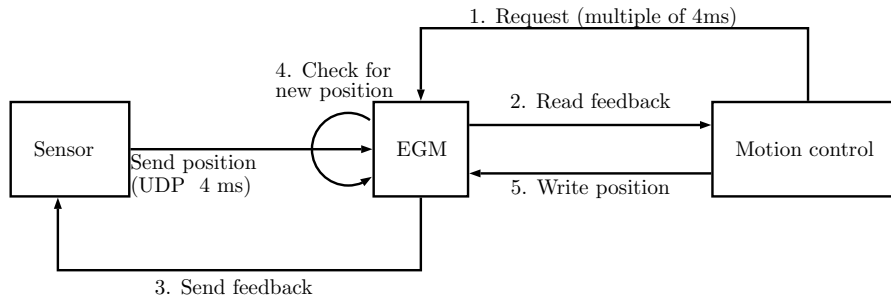 1. Request (multiple of 4ms)
4. Check for
new position
2. Read feedback
Sensor
EGM
Motion control
Send position
(UDP 4 ms)
5. Write position
3. Send feedback